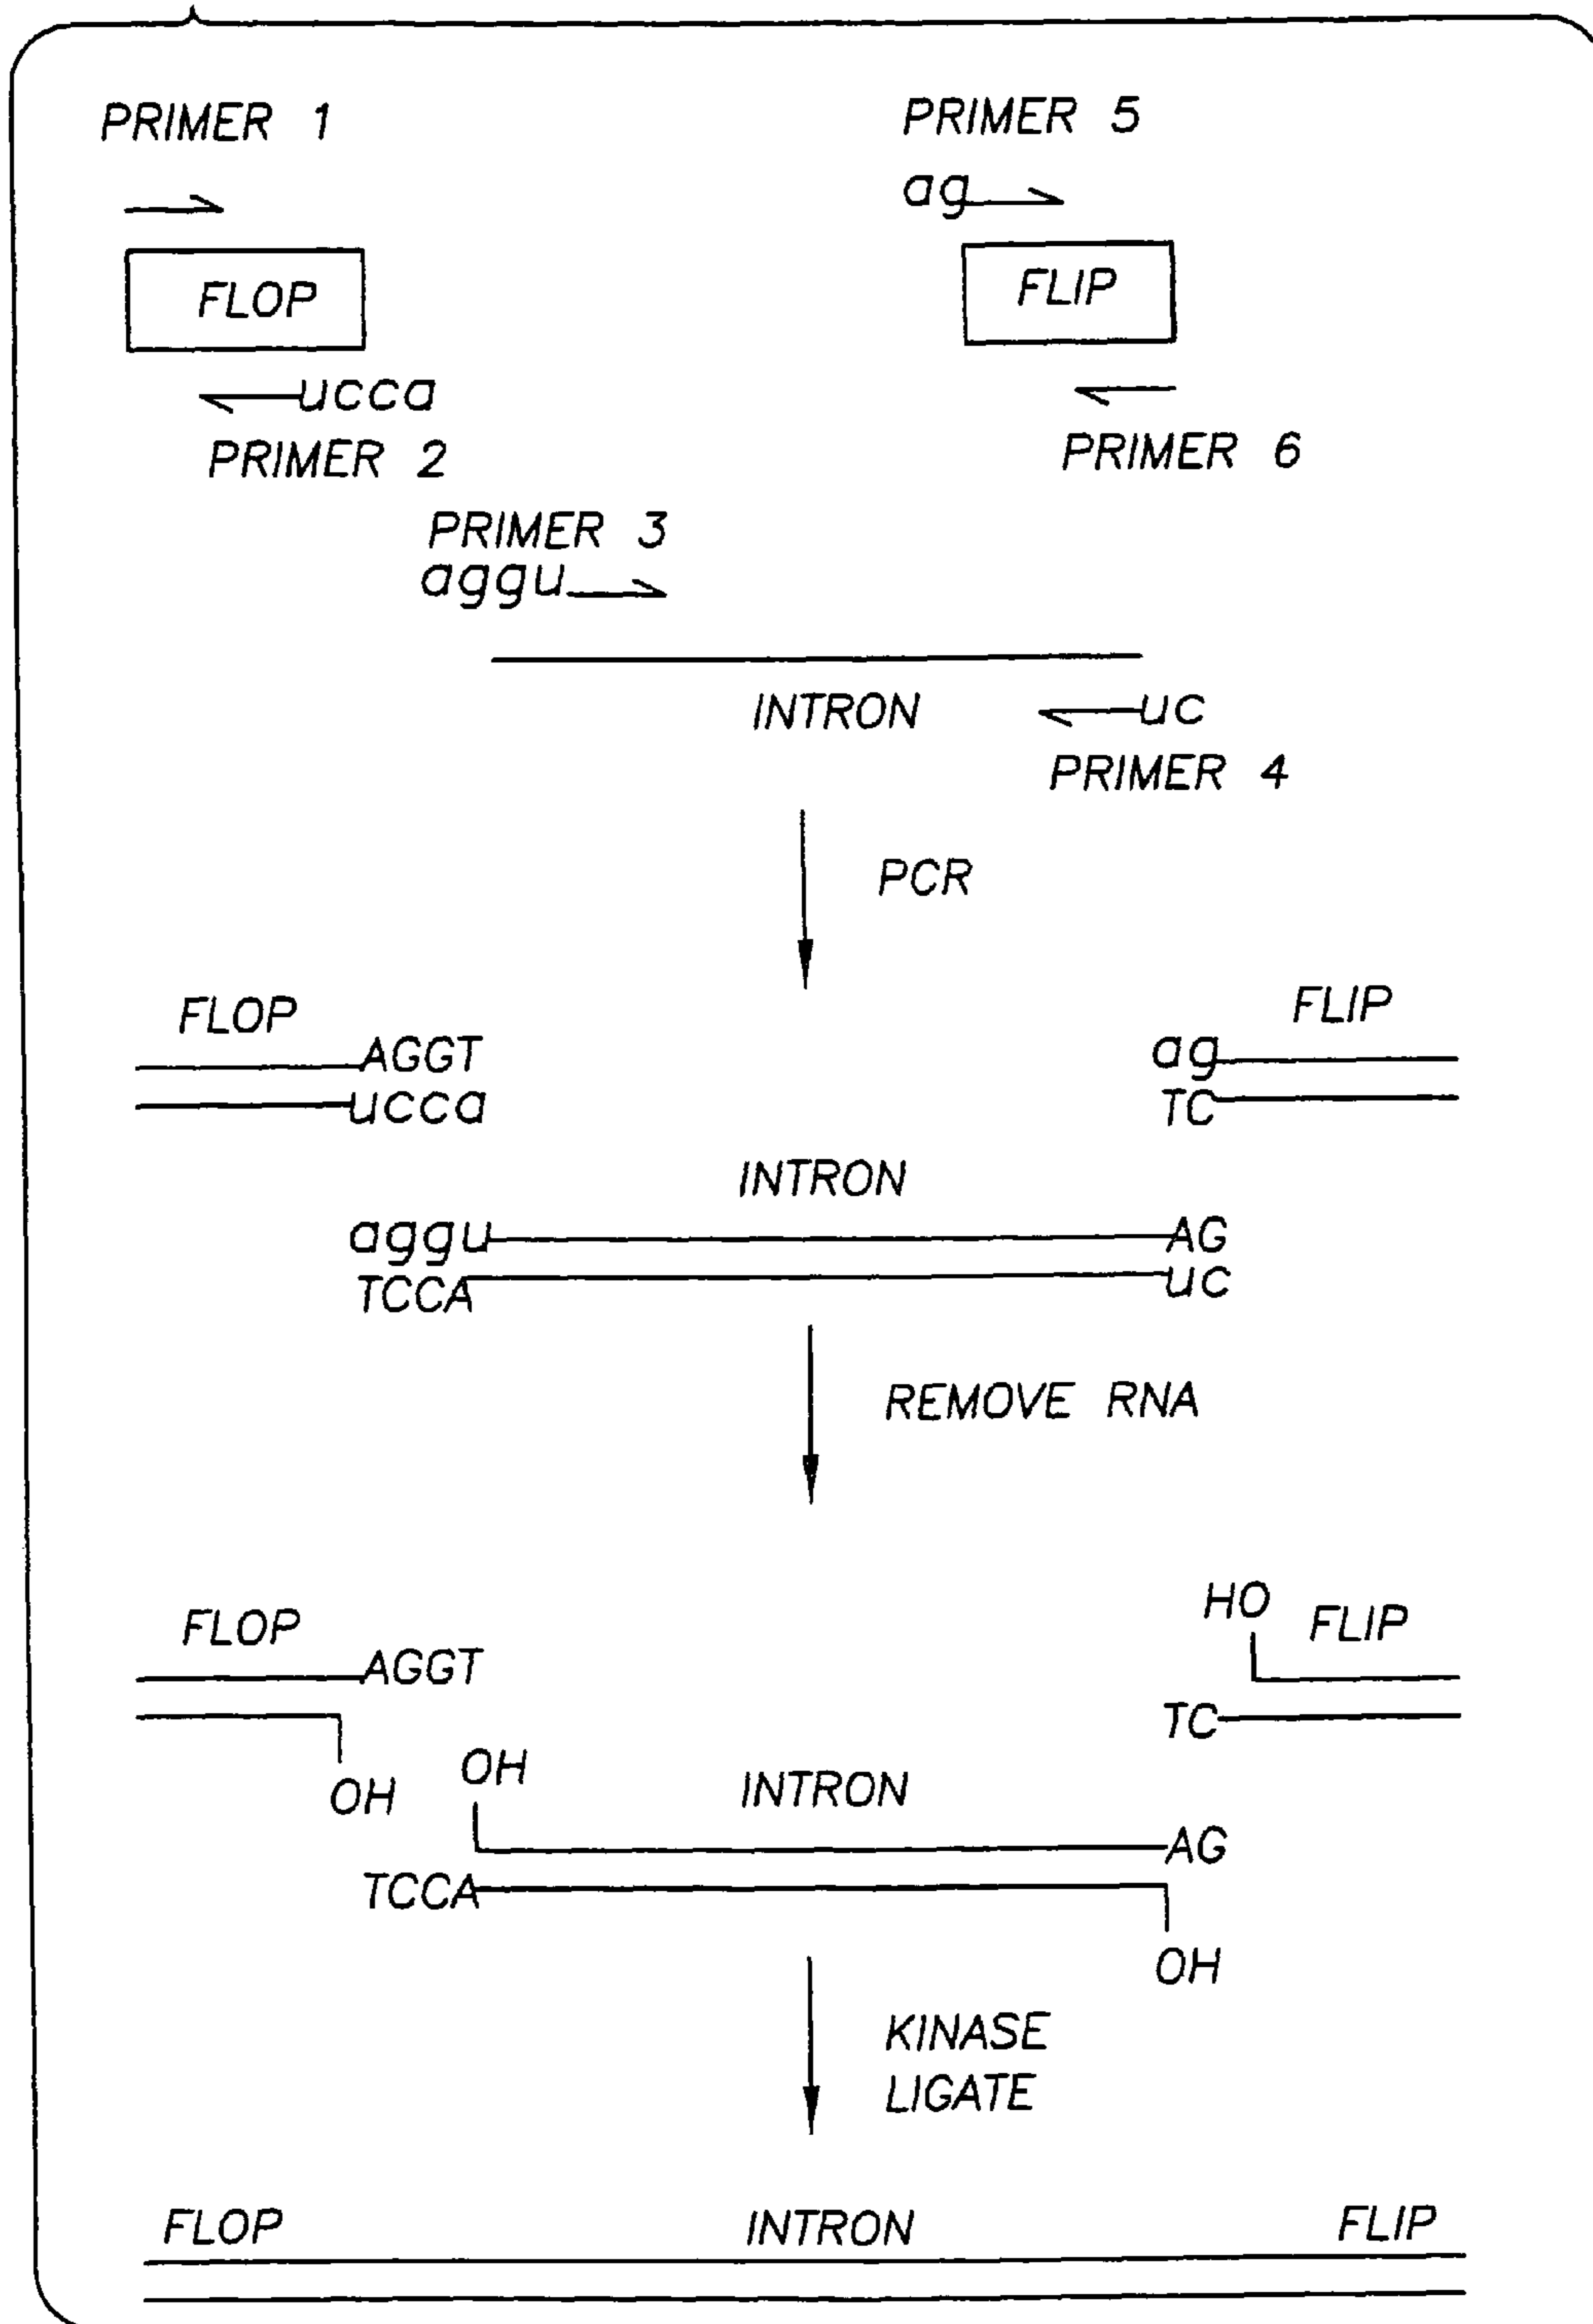 PRIMER 1
PRIMER 5
ag
FLOP
FLIP
ucca
PRIMER 2
PRIMER 6
PRIMER 3
aggu
INTRON
uc
PRIMER 4
PCR
FLOP
FLIP
AGGT
ag
ucca
TC
INTRON
aggu
AG
TCCA
uc
REMOVE RNA
HO
FLOP
FLIP
AGGT
TC
OH
OH
INTRON
AG
TCCA
OH
KINASE
LIGATE
FLOP
INTRON
FLIP